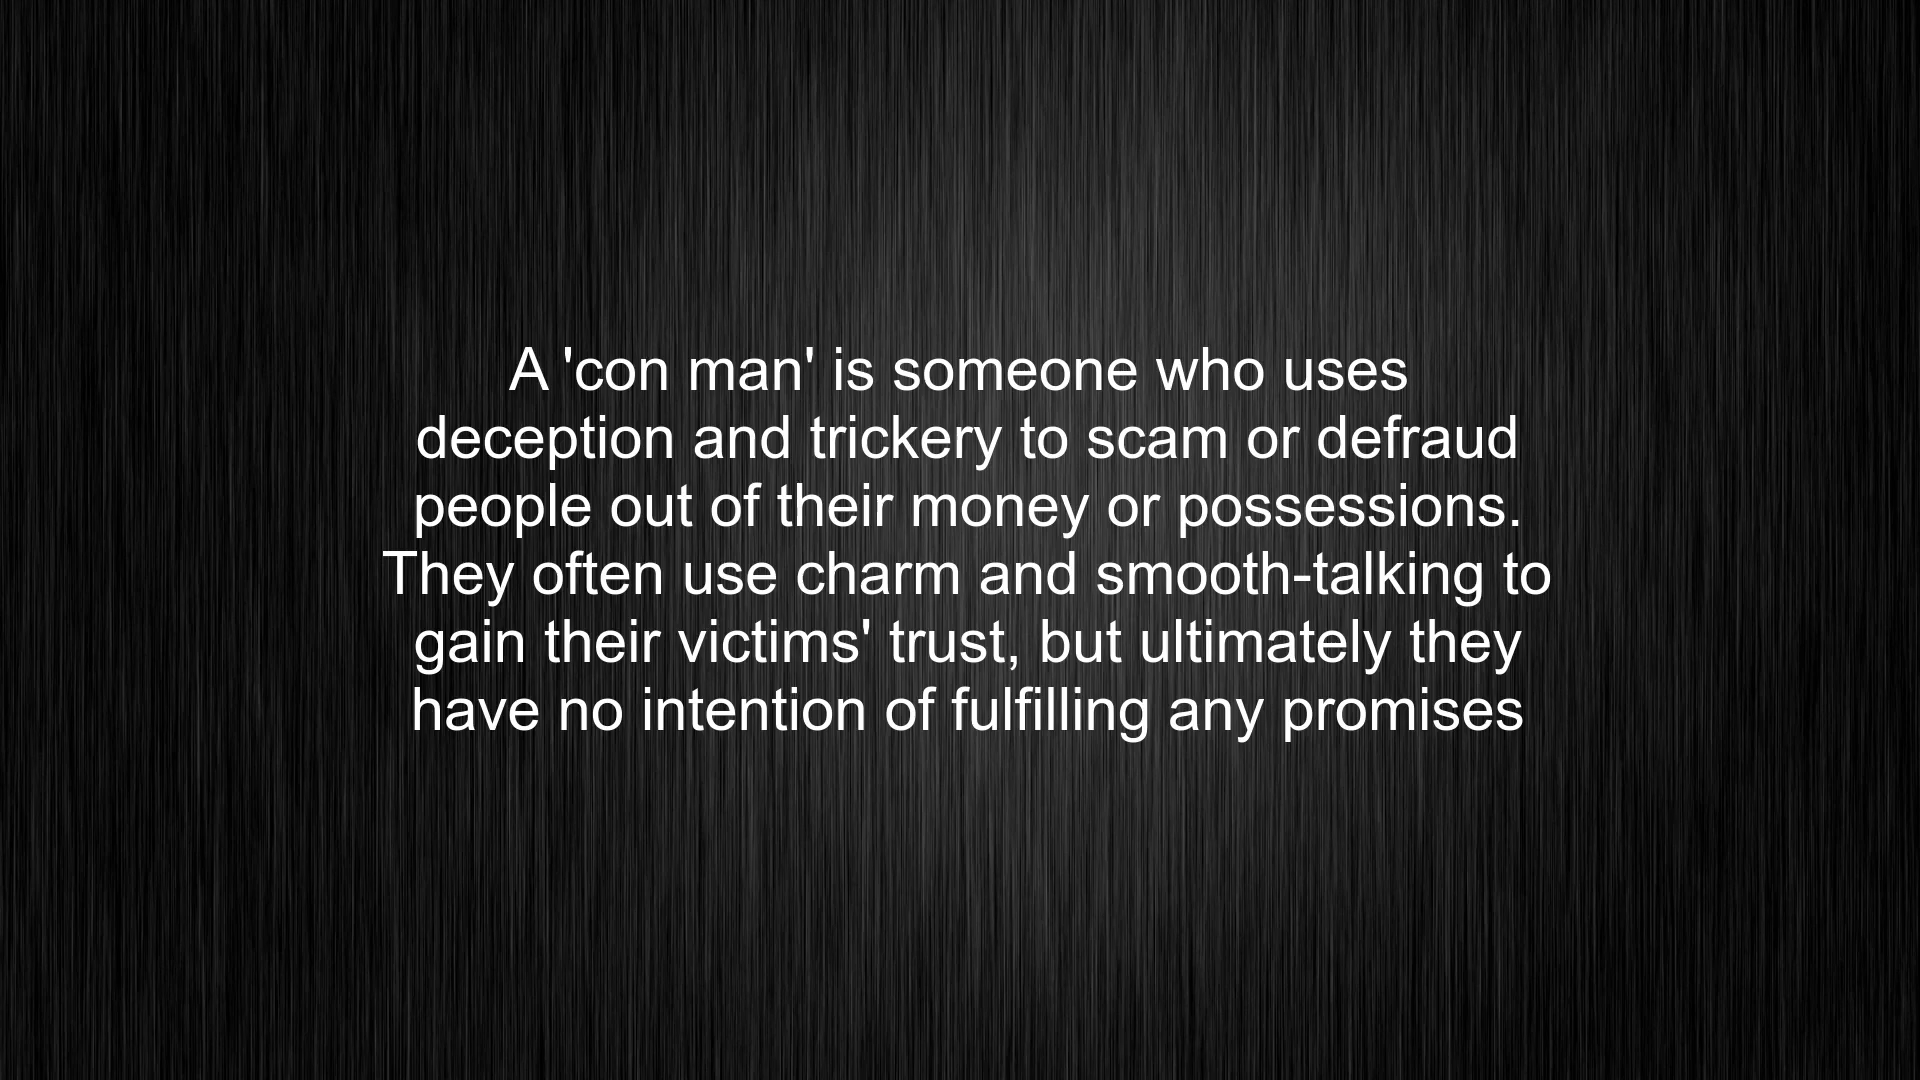 A 'con man' is someone who uses
deception and trickery to scam or defraud
people out of their money or possessions.
They often use charm and smooth-talking to
gain their victims' trust, but ultimately they
have no intention of fulfilling any promises